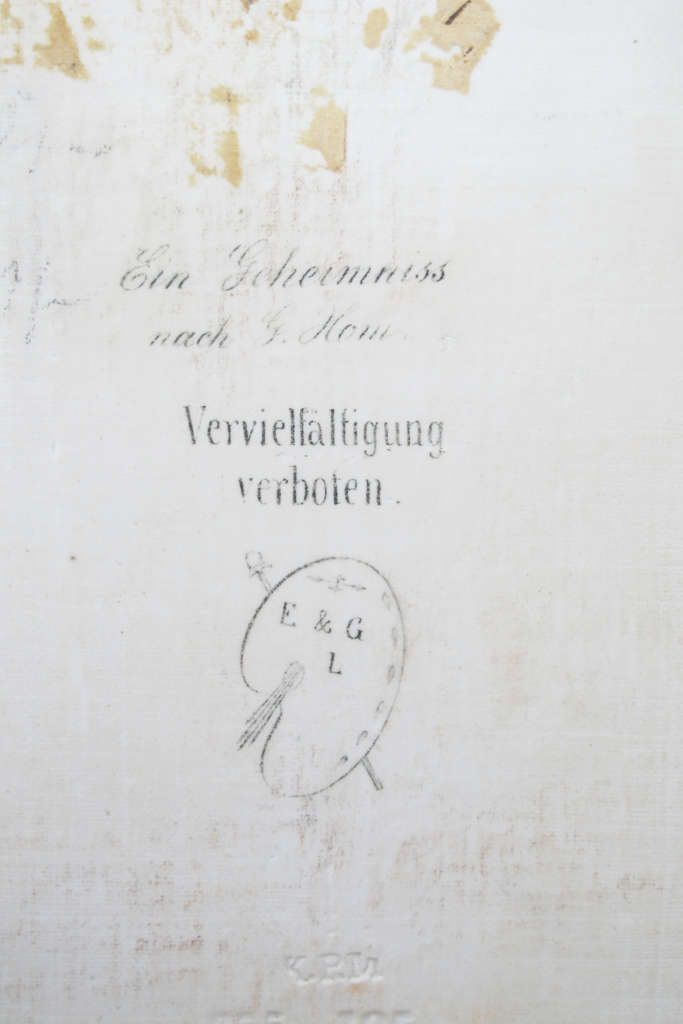 Ein Geheimniss
nach G. Hom
Vervielfältigung
verboten.
E & G
L
K.P.M